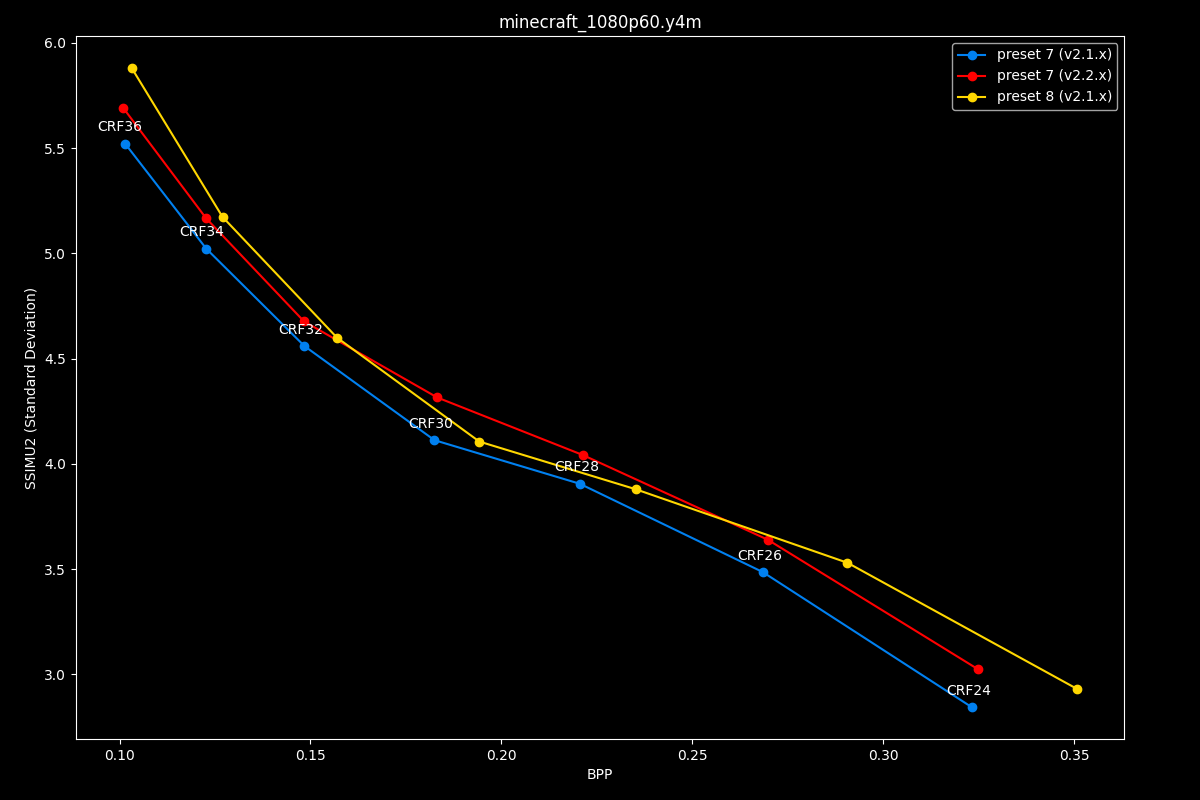 minecraft_1080p60.y4m
preset 7 (v2.1.x)
preset 7 (v2.2.x)
preset 8 (v2.1.x)
6.0
5.5
5.0
4.5
4.0
3.5
3.0
SSIMU2 (Standard Deviation)
CRF36
CRF34
CRF32
CRF30
CRF28
CRF26
CRF24
0.10
0.15
0.20
0.25
0.30
0.35
BPP